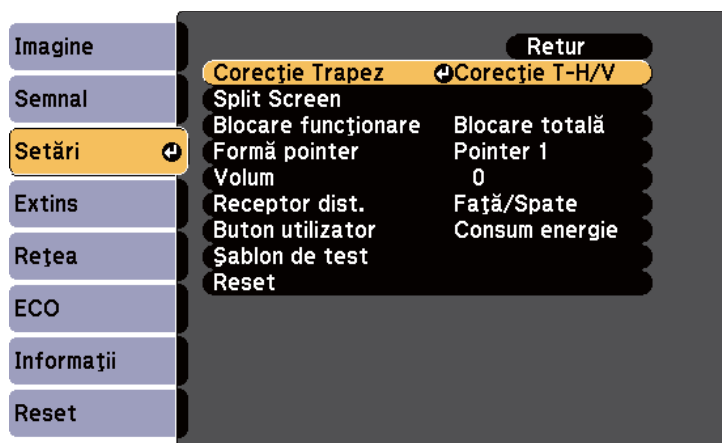 Imagine
Semnal
Setări
Extins
Reţea
ECO
Informaţii
Reset
Retur
Corecţie Trapez Corecţie T-H/V
Split Screen
Blocare funcţionare Blocare totală
Formă pointer Pointer 1
Volum 0
Receptor dist. Faţă/Spate
Buton utilizator Consum energie
Şablon de test
Reset